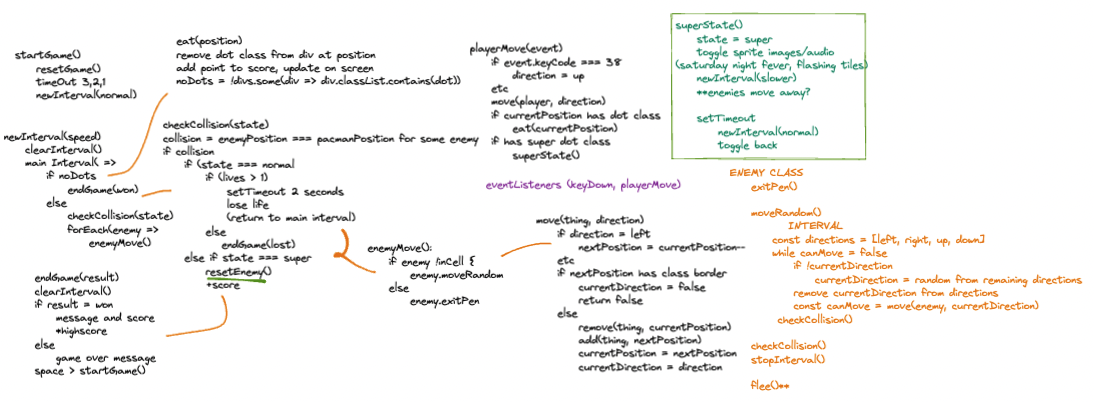 startGame()
resetGame()
timeOut 3,2,1
newInterval(normal)
newInterval(speed)
clearInterval()
main Interval( =>
if noDots
endGame(won)
else
checkCollision(state)
forEach(enemy =>
enemyMove()
endGame(result)
clearInterval()
if result = won
message and score
*highscore
else
game over message
space > startGame()
eat(position)
remove dot class from div at position
add point to score, update on screen
noDots = !divs.some(div => div.classList.contains(dot))
checkCollision(state)
collision = enemyPosition === pacmanPosition for some enemy
if collision
if (state === normal
if (lives > 1)
setTimeout 2 seconds
lose life
(return to main interval)
else
endGame(lost)
else if state === super
resetEnemy()
+score
enemyMove():
if enemy !inCell {
enemy.moveRandom
else
enemy.exitPen
playerMove(event)
if event.keyCode === 38
direction = up
etc
move(player, direction)
if currentPosition has dot class
eat(currentPosition)
if has super dot class
superState()
eventListeners (keyDown, playerMove)
move(thing, direction)
if direction = left
nextPosition = currentPosition--
etc
if nextPosition has class border
currentDirection = false
return false
else
remove(thing, currentPosition)
add(thing, nextPosition)
currentPosition = nextPosition
currentDirection = direction
superState()
state = super
toggle sprite images/audio
(saturday night fever, flashing tiles)
newInterval(slower)
**enemies move away?
setTimeout
newInterval(normal)
toggle back
ENEMY CLASS
exitPen()
moveRandom()
INTERVAL
const directions = [left, right, up, down]
while canMove = false
if !currentDirection
currentDirection = random from remaining directions
remove currentDirection from directions
const canMove = move(enemy, currentDirection)
checkCollision()
checkCollision()
stopInterval()
flee()**